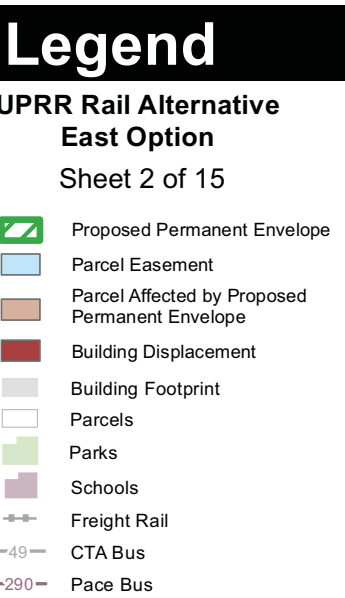 Legend
UPRR Rail Alternative
East Option
Sheet 2 of 15
Proposed Permanent Envelope
Parcel Easement
Parcel Affected by Proposed
Permanent Envelope
Building Displacement
Building Footprint
Parcels
Parks
Schools
Freight Rail
49 CTA Bus
290 Pace Bus